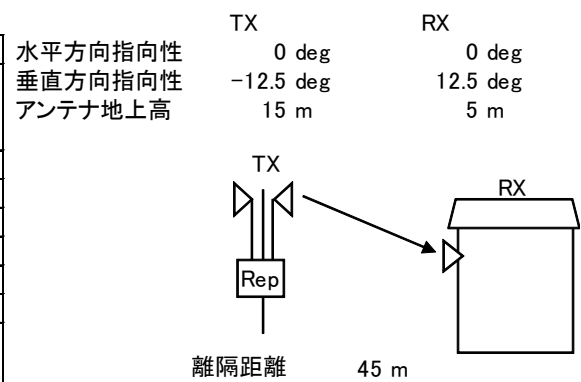 TX RX
水平方向指向性 0 deg 0 deg
垂直方向指向性 -12.5 deg 12.5 deg
アンテナ地上高 15 m 5 m
TX
RX
Rep
離隔距離 45 m